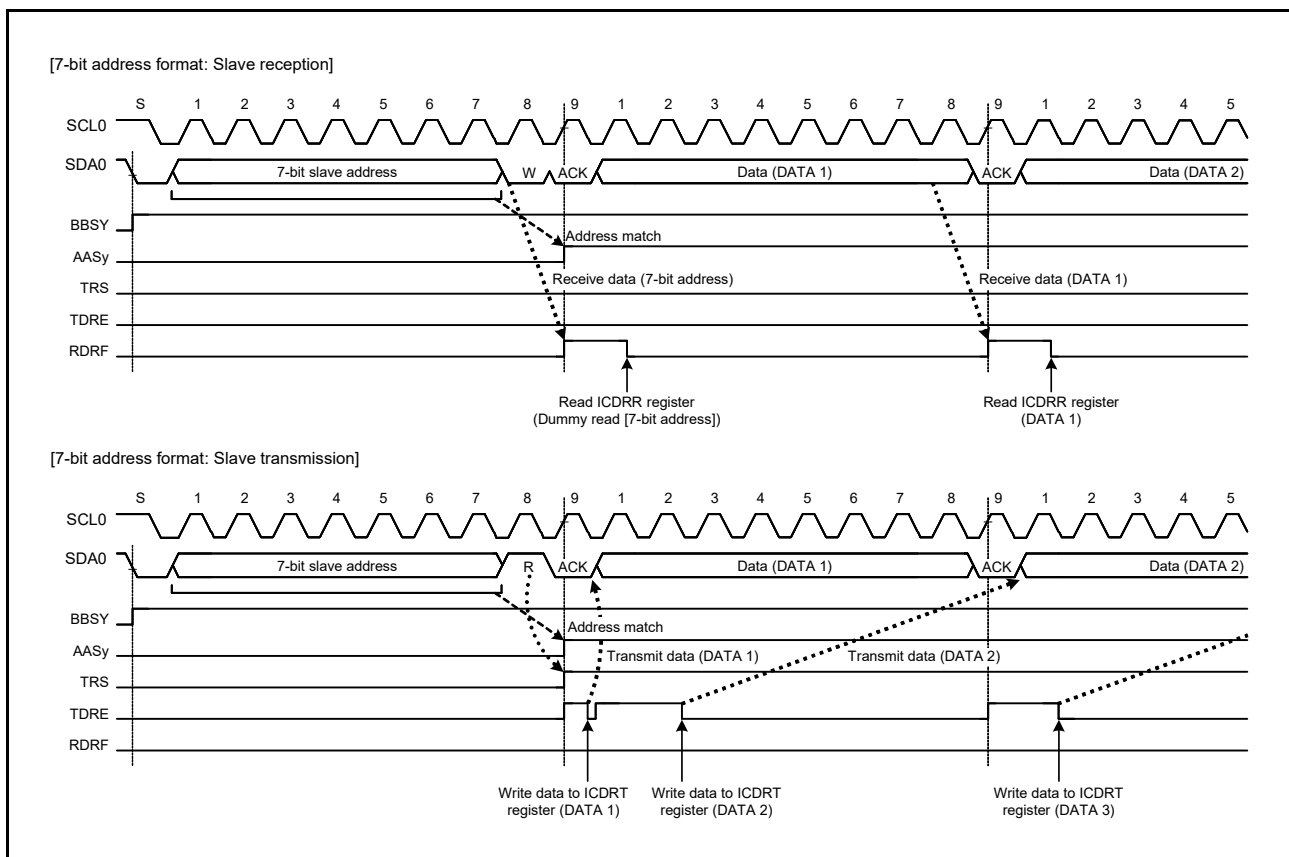 [7-bit address format: Slave reception]
S 1 2 3 4 5 6 7 8 9 1 2 3 4 5 6 7 8 9 1 2 3 4 5
SCL0
SDA0 7-bit slave address W ACK Data (DATA 1) ACK Data (DATA 2)
BBSY
Address match
AASy
Receive data (7-bit address) Receive data (DATA 1)
TRS
TDRE
RDRF
Read ICDRR register Read ICDRR register
(Dummy read [7-bit address]) (DATA 1)
[7-bit address format: Slave transmission]
S 1 2 3 4 5 6 7 8 9 1 2 3 4 5 6 7 8 9 1 2 3 4 5
SCL0
SDA0 7-bit slave address R ACK Data (DATA 1) ACK Data (DATA 2)
BBSY
Address match
AASy
Transmit data (DATA 1) Transmit data (DATA 2)
TRS
TDRE
RDRF
Write data to ICDRT Write data to ICDRT Write data to ICDRT
register (DATA 1) register (DATA 2) register (DATA 3)